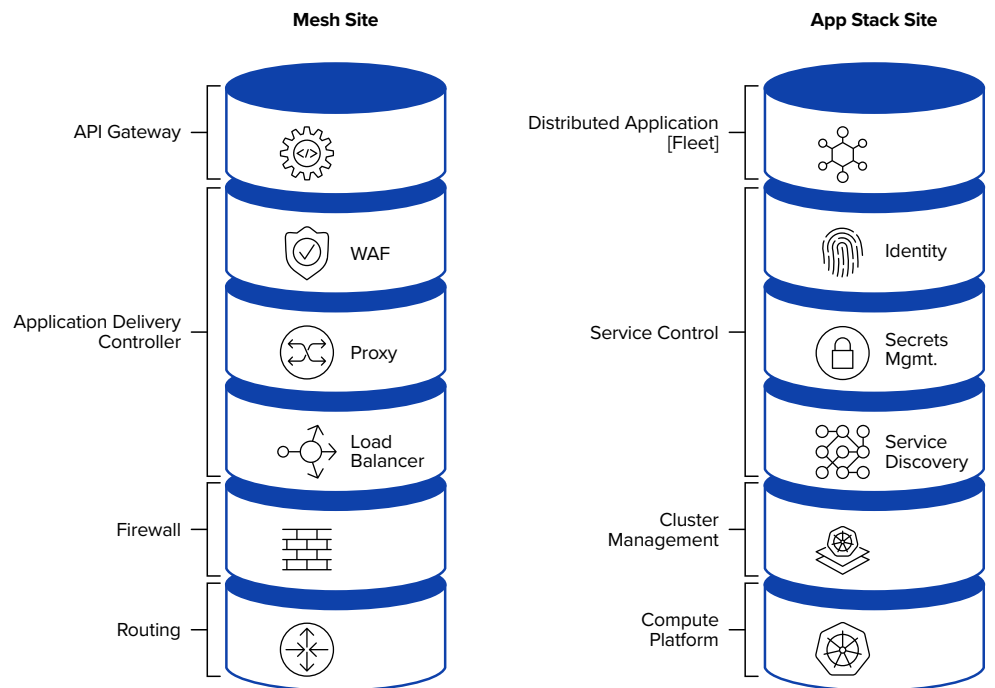 Mesh Site
API Gateway
</>
WAF
Application Delivery
Controller
Proxy
Load
Balancer
Firewall
Routing
App Stack Site
Distributed Application
[Fleet]
Identity
Service Control
Secrets
Mgmt.
Service
Discovery
Cluster
Management
Compute
Platform